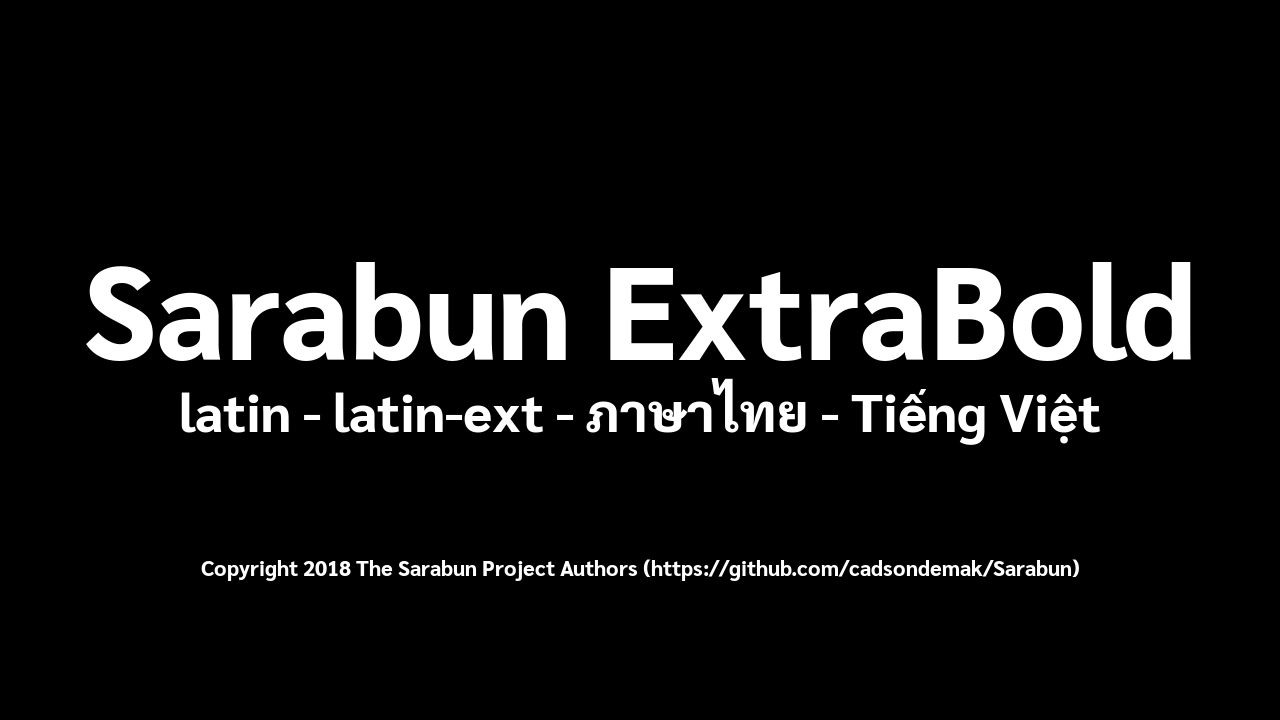 Sarabun ExtraBold
latin - latin-ext - ภาษาไทย - Tiếng Việt
Copyright 2018 The Sarabun Project Authors (https://github.com/cadsondemak/Sarabun)